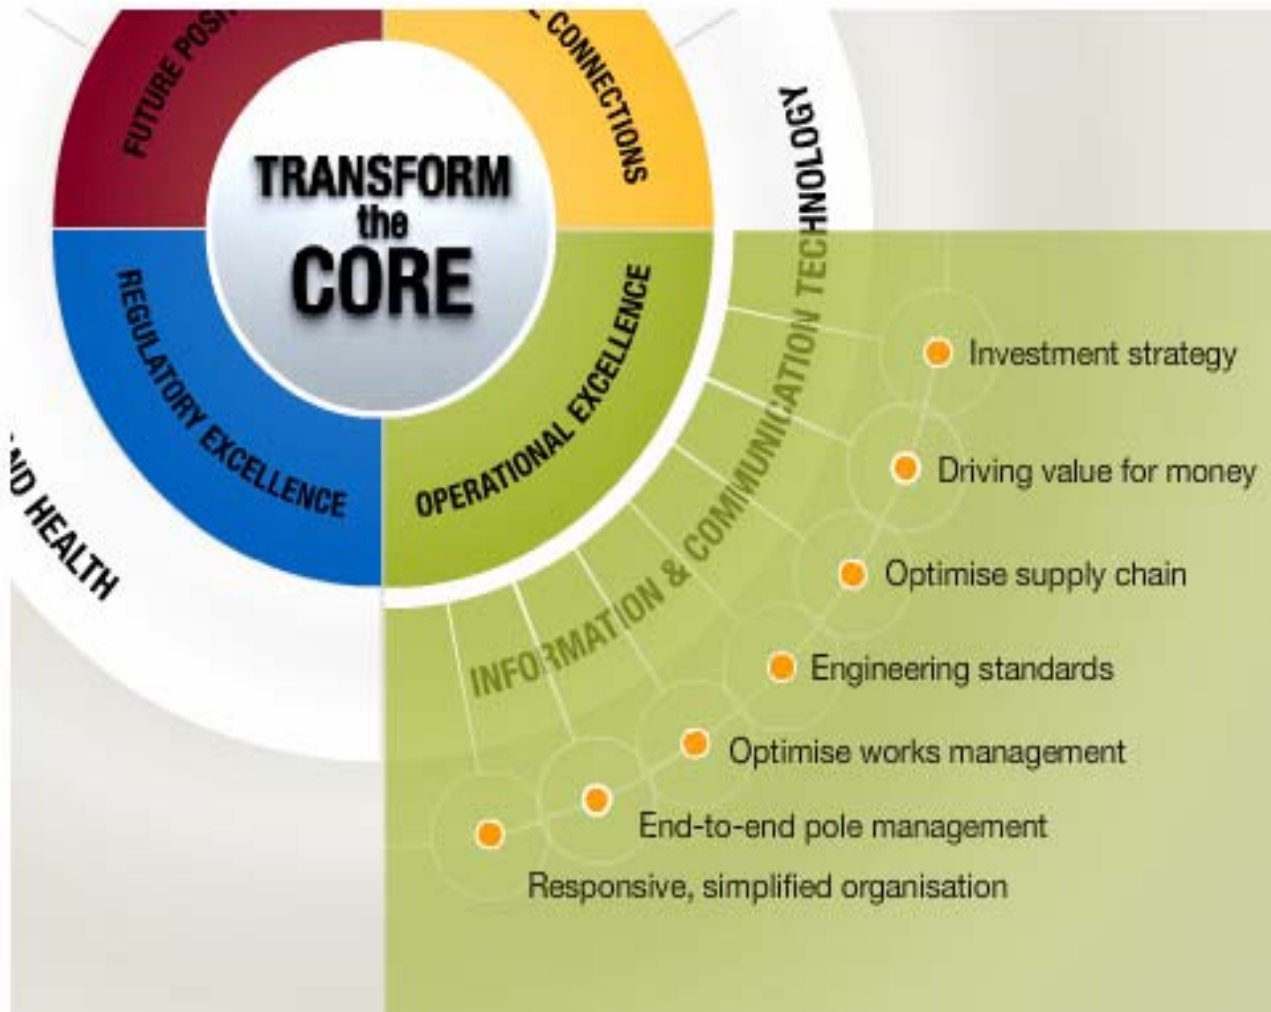 FUTURE
CONNECTIONS
TRANSFORM
the
CORE
REGULATORY EXCELLENCE
OPERATIONAL EXCELLENCE
HEALTH
INFORMATION & COMMUNICATION TECHNOLOGY
Investment strategy
Driving value for money
Optimise supply chain
Engineering standards
Optimise works management
End-to-end pole management
Responsive, simplified organisation